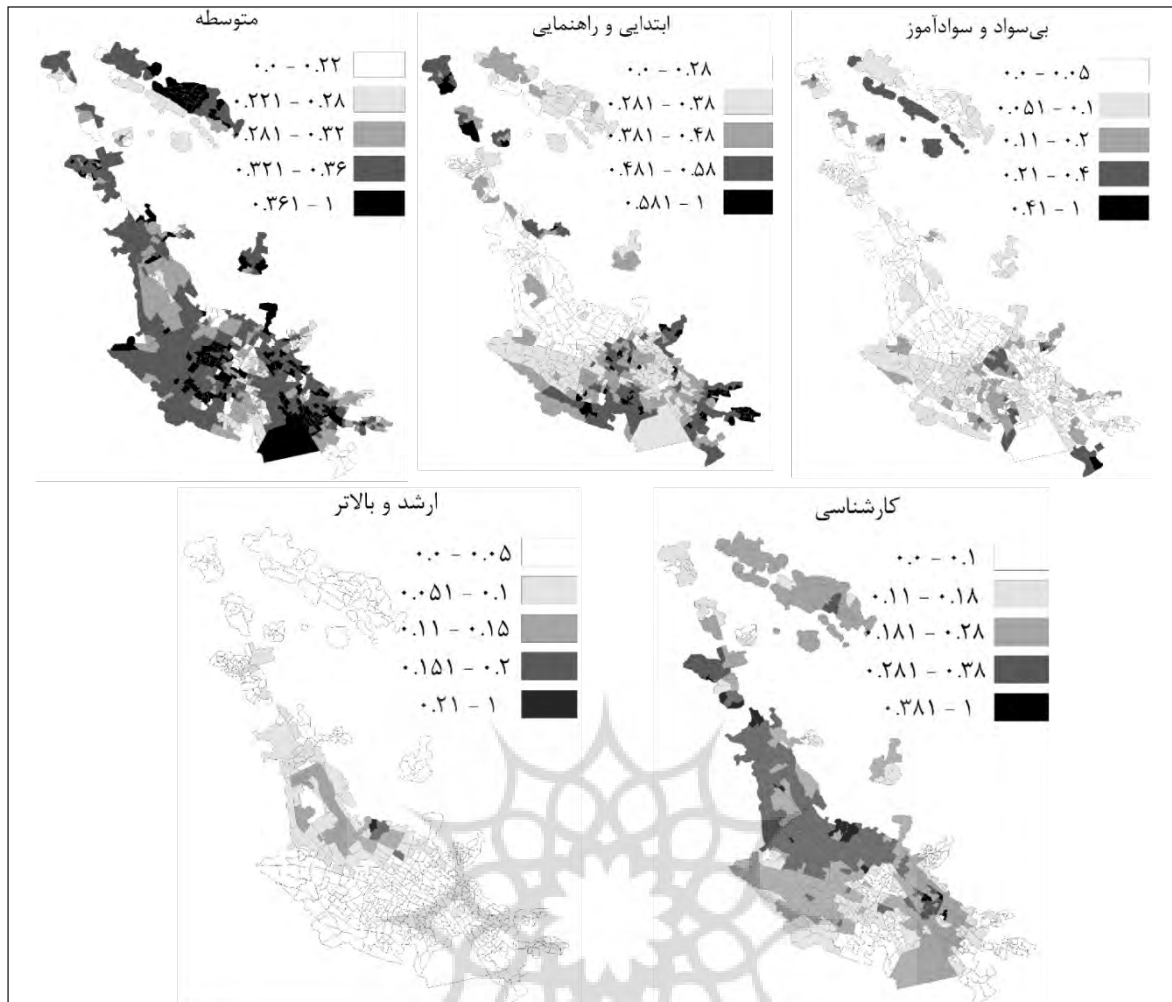 بی‌سواد و سوادآموز
۰.۰ - ۰.۰۵
۰.۰۵۱ - ۰.۱
۰.۱۱ - ۰.۲
۰.۲۱ - ۰.۴
۰.۴۱ - ۱
ابتدایی و راهنمایی
۰.۰ - ۰.۲۸
۰.۲۸۱ - ۰.۳۸
۰.۳۸۱ - ۰.۴۸
۰.۴۸۱ - ۰.۵۸
۰.۵۸۱ - ۱
متوسطه
۰.۰ - ۰.۲۲
۰.۲۲۱ - ۰.۲۸
۰.۲۸۱ - ۰.۳۲
۰.۳۲۱ - ۰.۳۶
۰.۳۶۱ - ۱
کارشناسی
۰.۰ - ۰.۱
۰.۱۱ - ۰.۱۸
۰.۱۸۱ - ۰.۲۸
۰.۲۸۱ - ۰.۳۸
۰.۳۸۱ - ۱
ارشد و بالاتر
۰.۰ - ۰.۰۵
۰.۰۵۱ - ۰.۱
۰.۱۱ - ۰.۱۵
۰.۱۵۱ - ۰.۲
۰.۲۱ - ۱